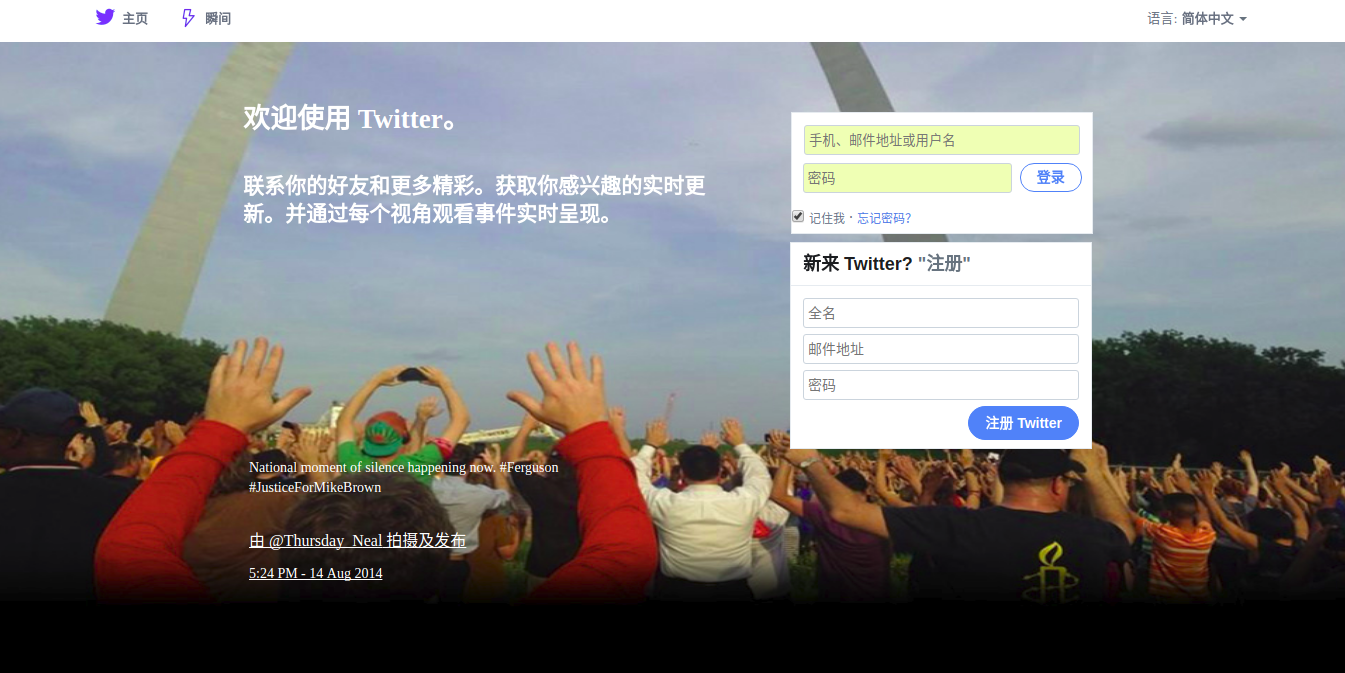 主页
瞬间
语言: 简体中文
欢迎使用 Twitter。
联系你的好友和更多精彩。获取你感兴趣的实时更
新。并通过每个视角观看事件实时呈现。
手机、邮件地址或用户名
密码
登录
记住我 · 忘记密码?
新来 Twitter? "注册"
全名
邮件地址
密码
注册 Twitter
National moment of silence happening now. #Ferguson
#JusticeForMikeBrown
由 @Thursday_Neal 拍摄及发布
5:24 PM - 14 Aug 2014